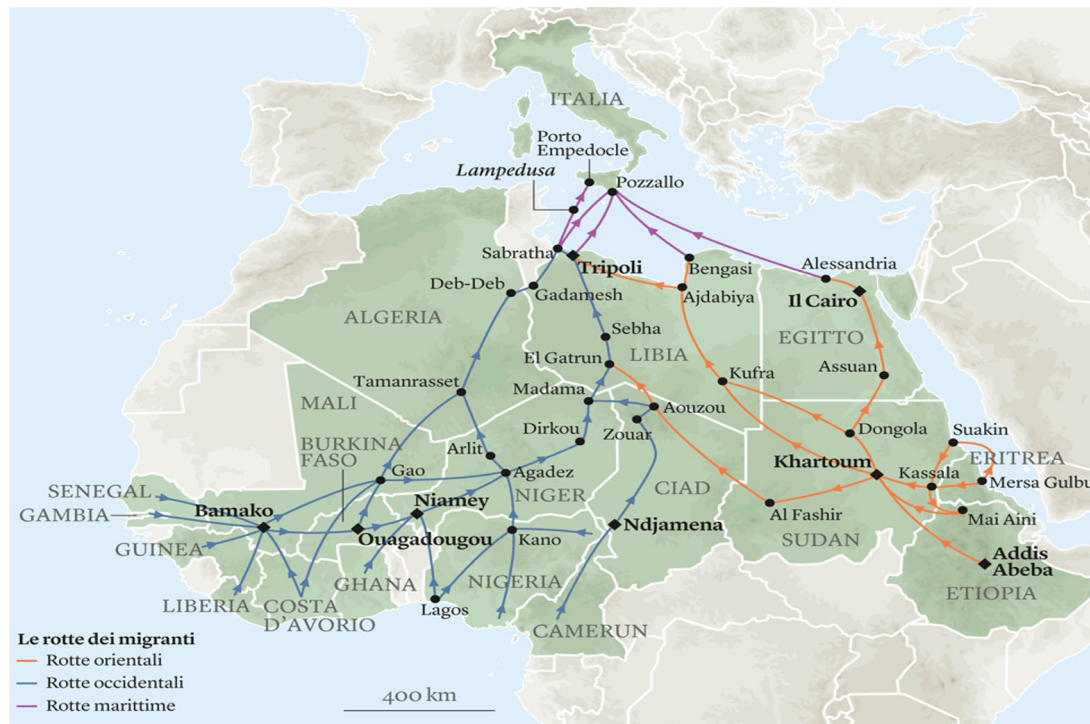 ITALIA
Porto
Empedocle
Lampedusa
Pozzallo
Sabratha
Tripoli
Bengasi
Alessandria
Deb-Deb
Gadamesh
Ajdabiya
Il Cairo
ALGERIA
Sebha
EGITTO
El Gatrun
LIBIA
Assuan
Tamanrasset
Madama
Kufra
MALI
Aouzou
Dirkou
Zouar
Dongola
Suakin
BURKINA
FASO
Arlit
Khartoum
ERITREA
Gao
Agadez
Kassala
Mersa Gulbu
SENEGAL
NIGER
CIAD
GAMBIA
Bamako
Niamey
Al Fashir
Mai Aini
Ndjamena
GUINEA
Ouagadougou
Kano
SUDAN
GHANA
NIGERIA
Addis
Abeba
LIBERIA
COSTA
D'AVORIO
Lagos
ETIOPIA
CAMERUN
Le rotte dei migranti
Rotte orientali
Rotte occidentali
Rotte marittime
400 km